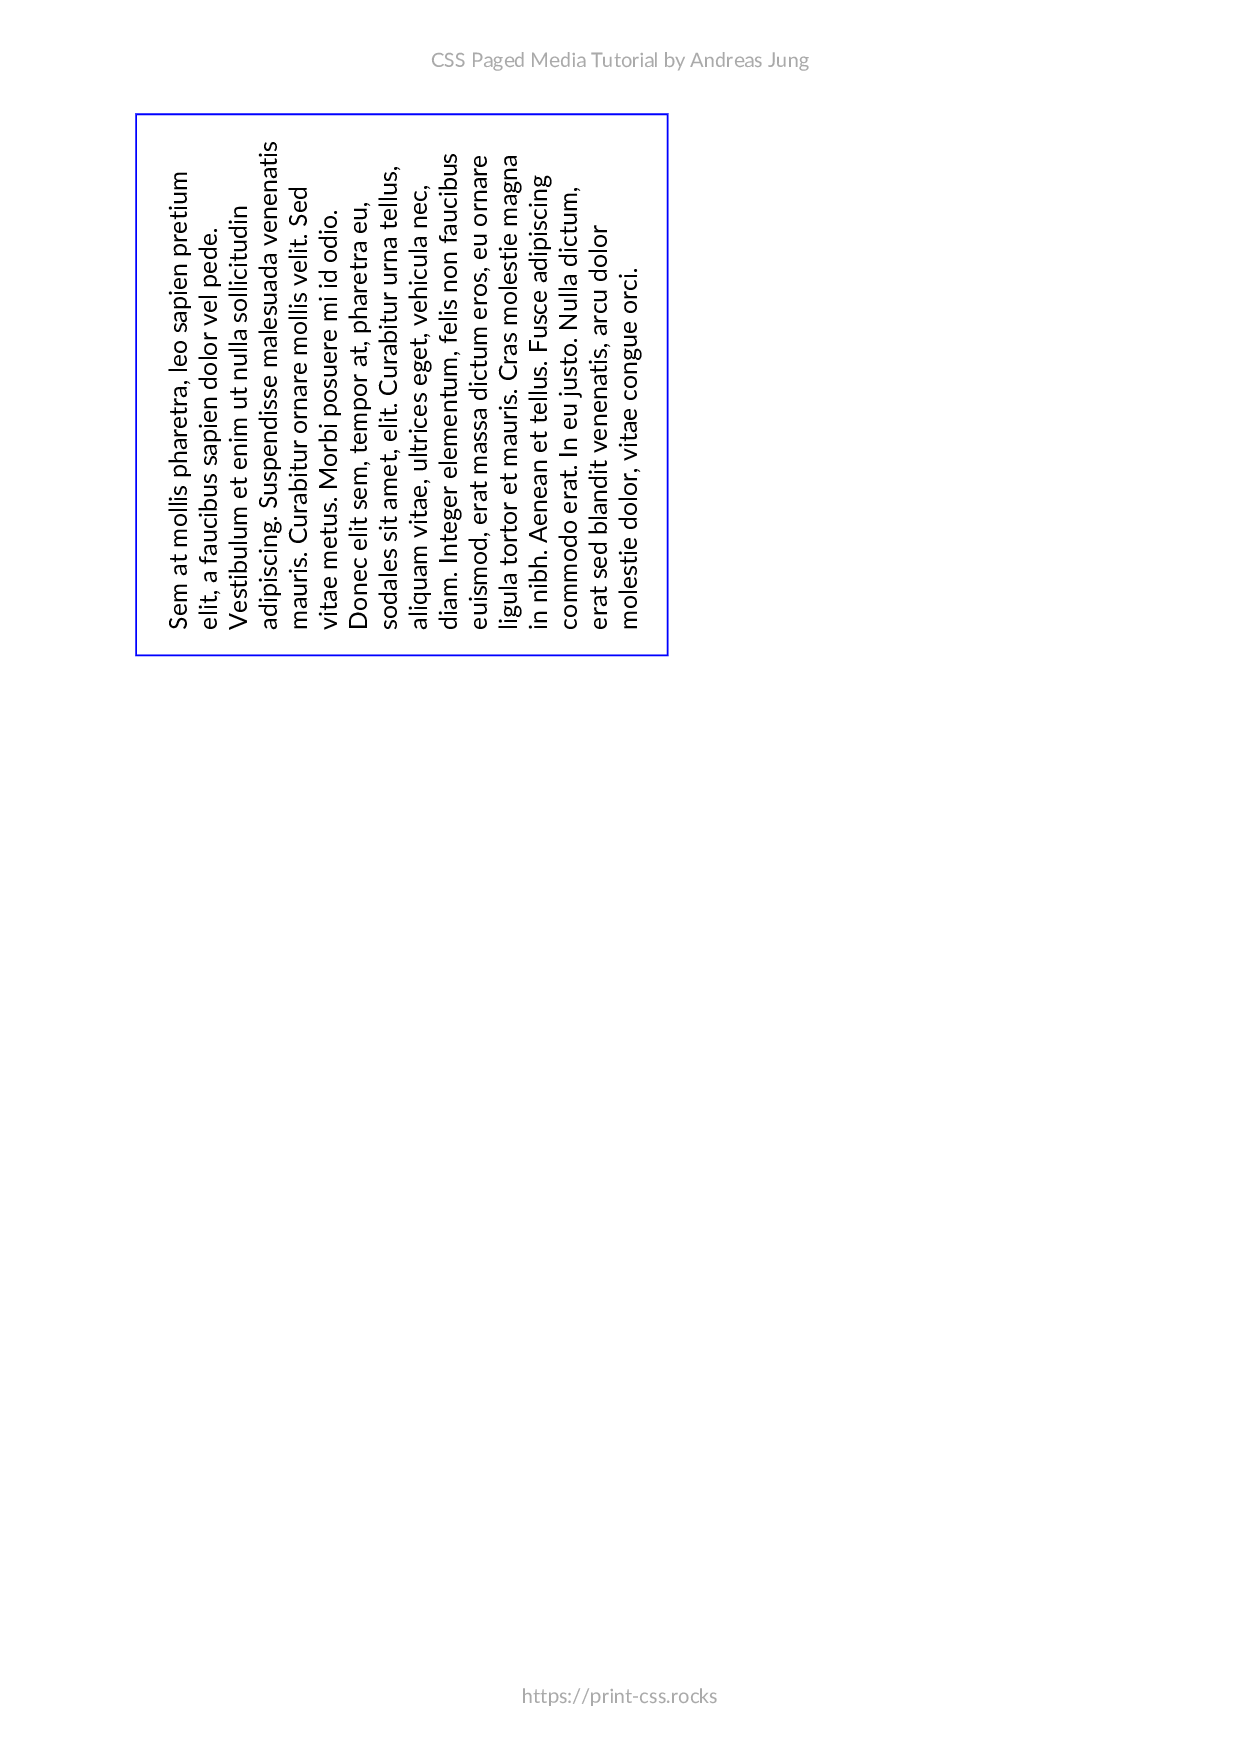 CSS Paged Media Tutorial by Andreas Jung
Sem at mollis pharetra, leo sapien pretium
elit, a faucibus sapien dolor vel pede.
Vestibulum et enim ut nulla sollicitudin
adipiscing. Suspendisse malesuada venenatis
mauris. Curabitur ornare mollis velit. Sed
vitae metus. Morbi posuere mi id odio.
Donec elit sem, tempor at, pharetra eu,
sodales sit amet, elit. Curabitur urna tellus,
aliquam vitae, ultrices eget, vehicula nec,
diam. Integer elementum, felis non faucibus
euismod, erat massa dictum eros, eu ornare
ligula tortor et mauris. Cras molestie magna
in nibh. Aenean et tellus. Fusce adipiscing
commodo erat. In eu justo. Nulla dictum,
erat sed blandit venenatis, arcu dolor
molestie dolor, vitae congue orci.
https://print-css.rocks